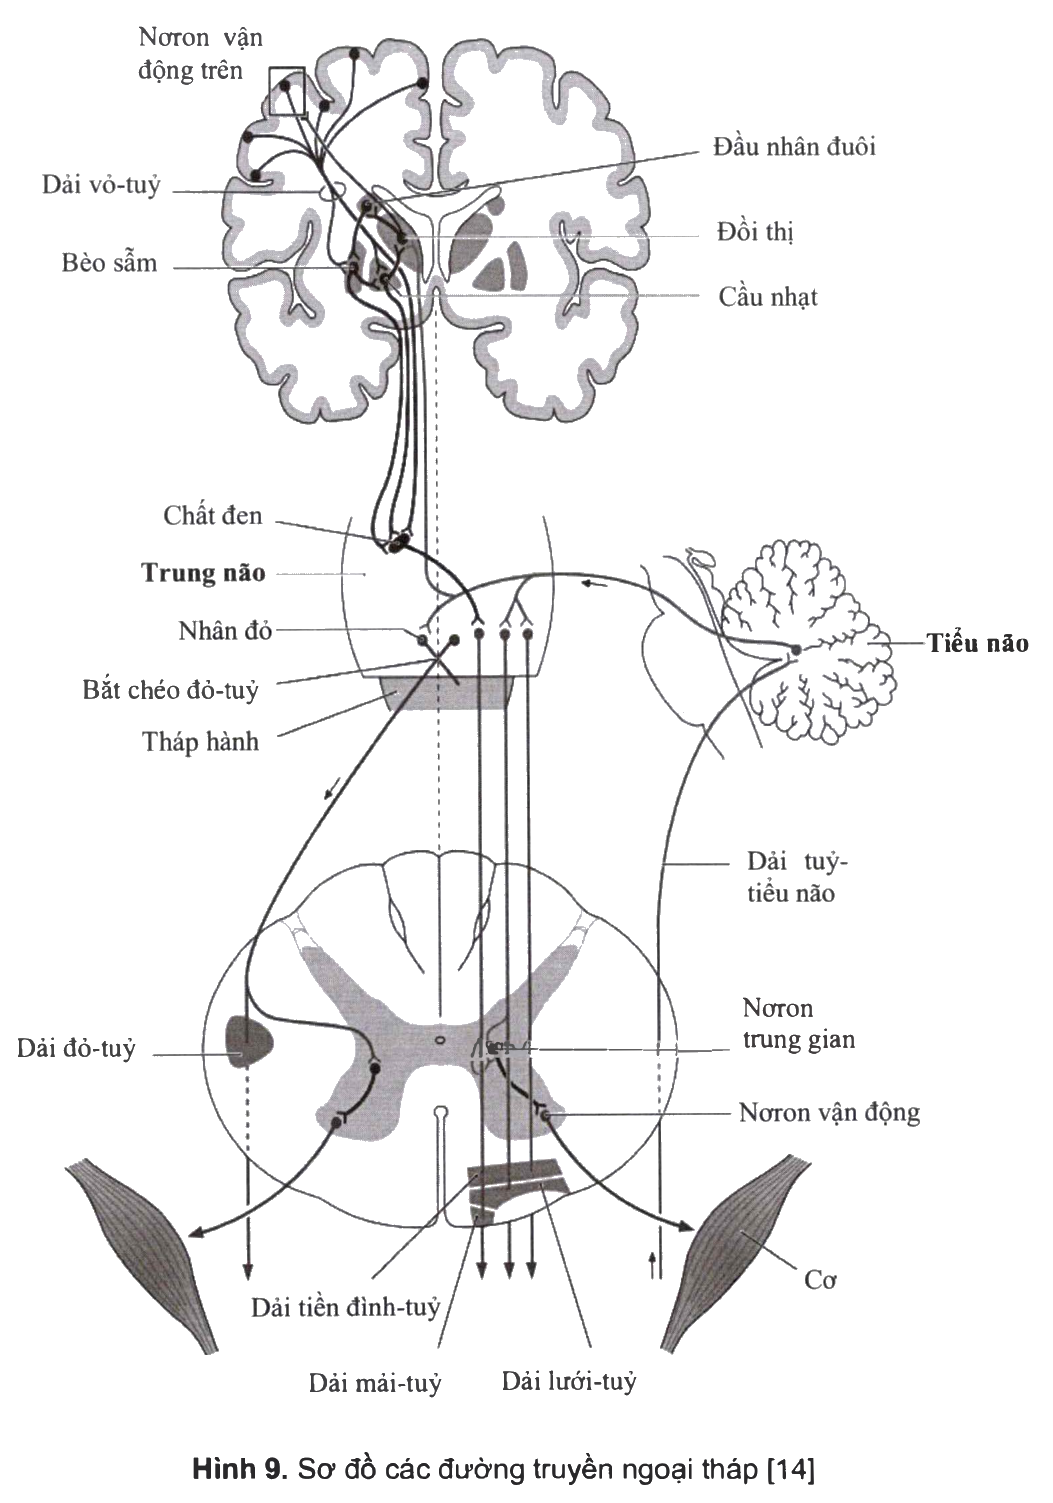 Nơron vận
động trên
Đầu nhân đuôi
Dải vỏ-tuỷ
Đồi thị
Bèo sẫm
Cầu nhạt
Chất đen
Trung não
Nhân đỏ
Tiểu não
Bắt chéo đỏ-tuỷ
Tháp hành
Dải tuỷ-
tiểu não
Nơron
trung gian
Dải đỏ-tuỷ
Nơron vận động
Cơ
Dải tiền đình-tuỷ
Dải mái-tuỷ
Dải lưới-tuỷ
Hình 9. Sơ đồ các đường truyền ngoại tháp [14]